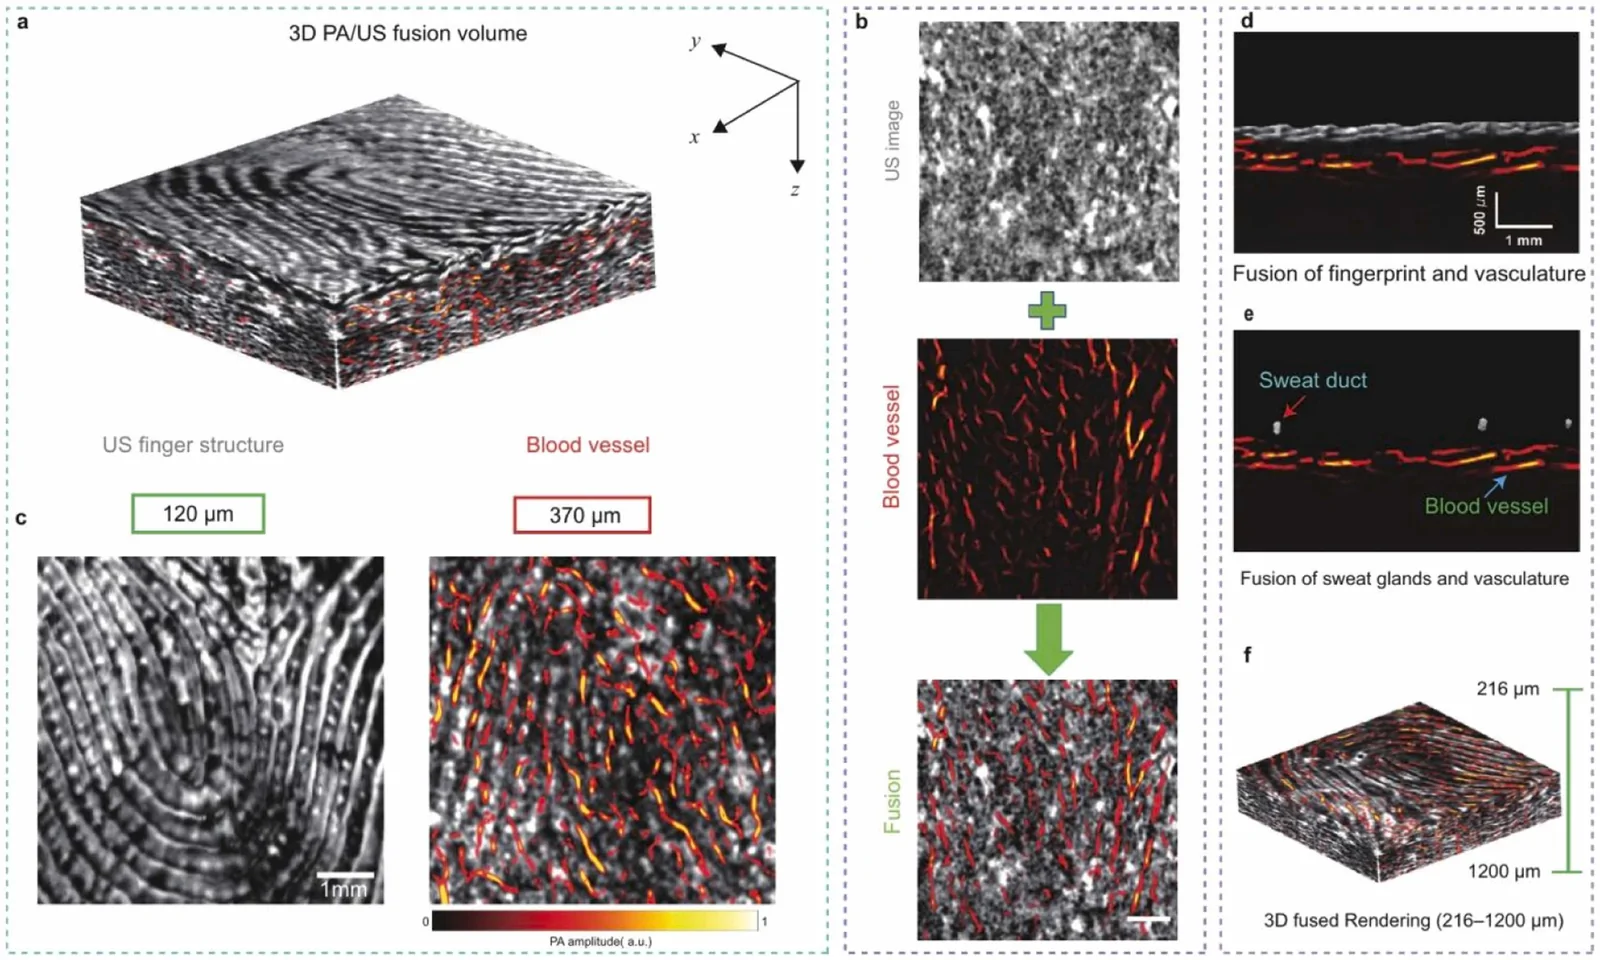 a
3D PA/US fusion volume
y
x
z
US finger structure
Blood vessel
c
120 µm
370 µm
1mm
0
1
PA amplitude( a.u.)
b
US image
Blood vessel
Fusion
d
500 µm
1 mm
Fusion of fingerprint and vasculature
e
Sweat duct
Blood vessel
Fusion of sweat glands and vasculature
f
216 µm
1200 µm
3D fused Rendering (216–1200 µm)